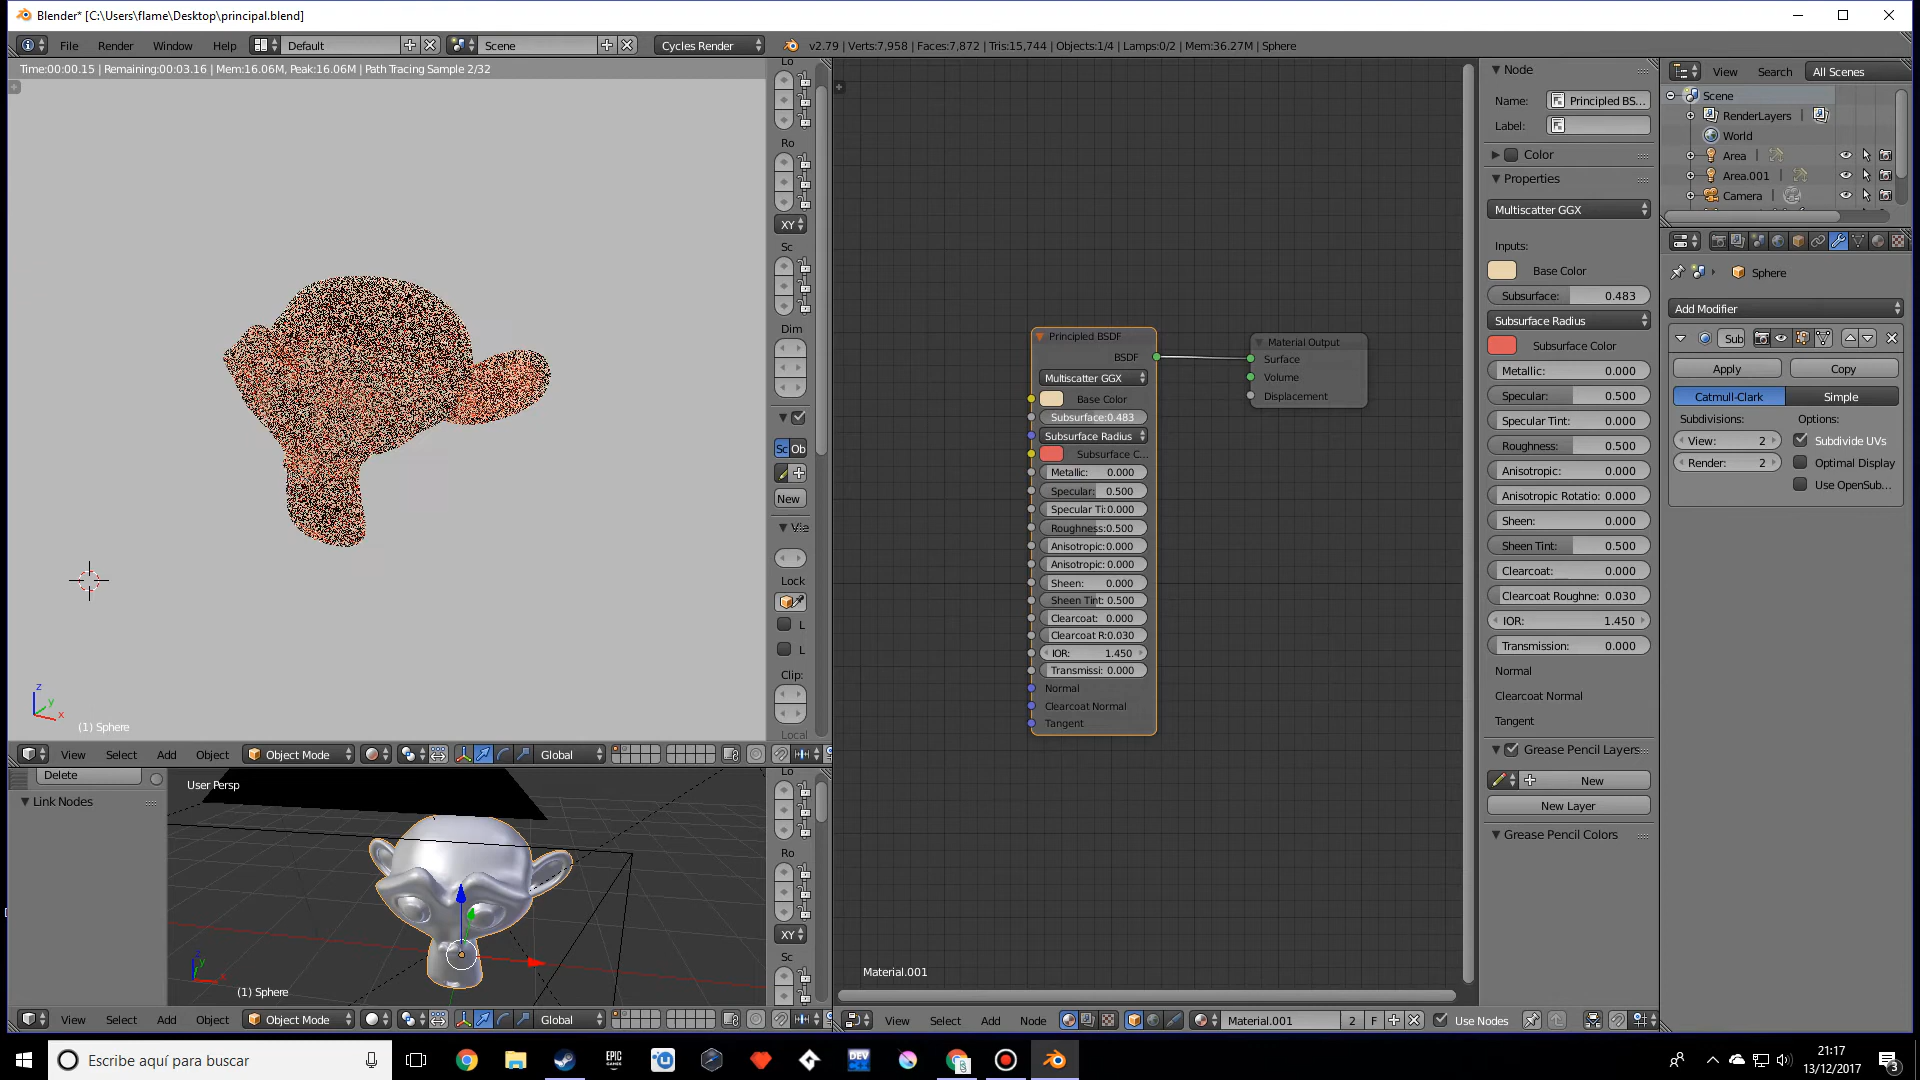 Blender* [C:\Users\flame\Desktop\principal.blend]
File Render Window Help Default Scene Cycles Render v2.79 | Verts:7,958 | Faces:7,872 | Tris:15,744 | Objects:1/4 | Lamps:0/2 | Mem:36.27M | Sphere
Time:00:00.15 | Remaining:00:03.16 | Mem:16.06M, Peak:16.06M | Path Tracing Sample 2/32
Lo
Ro
XY
Sc
Dim
Sc Ob
New
Vie
Lock
L
L
Clip:
Local
z
y
x
(1) Sphere
View Select Add Object Object Mode Global
Delete
Link Nodes
User Persp
z
y
x
(1) Sphere
Lo
Ro
XY
Sc
View Select Add Object Object Mode Global
Principled BSDF
BSDF
Multiscatter GGX
Base Color
Subsurface:0.483
Subsurface Radius
Subsurface C...
Metallic: 0.000
Specular: 0.500
Specular Ti:0.000
Roughness:0.500
Anisotropic:0.000
Anisotropic: 0.000
Sheen: 0.000
Sheen Tint: 0.500
Clearcoat: 0.000
Clearcoat R:0.030
IOR: 1.450
Transmissi: 0.000
Normal
Clearcoat Normal
Tangent
Material Output
Surface
Volume
Displacement
Material.001
View Select Add Node Material.001 2 F Use Nodes
Node
Name: Principled BS...
Label:
Color
Properties
Multiscatter GGX
Inputs:
Base Color
Subsurface: 0.483
Subsurface Radius
Subsurface Color
Metallic: 0.000
Specular: 0.500
Specular Tint: 0.000
Roughness: 0.500
Anisotropic: 0.000
Anisotropic Rotatio: 0.000
Sheen: 0.000
Sheen Tint: 0.500
Clearcoat: 0.000
Clearcoat Roughne: 0.030
IOR: 1.450
Transmission: 0.000
Normal
Clearcoat Normal
Tangent
Grease Pencil Layers
New
New Layer
Grease Pencil Colors
View Search All Scenes
Scene
RenderLayers
World
Area
Area.001
Camera
Sphere
Add Modifier
Sub
Apply Copy
Catmull-Clark Simple
Subdivisions: Options:
View: 2 Subdivide UVs
Render: 2 Optimal Display
Use OpenSub...
Escribe aquí para buscar
EPIC GAMES
DEV
21:17
13/12/2017
3